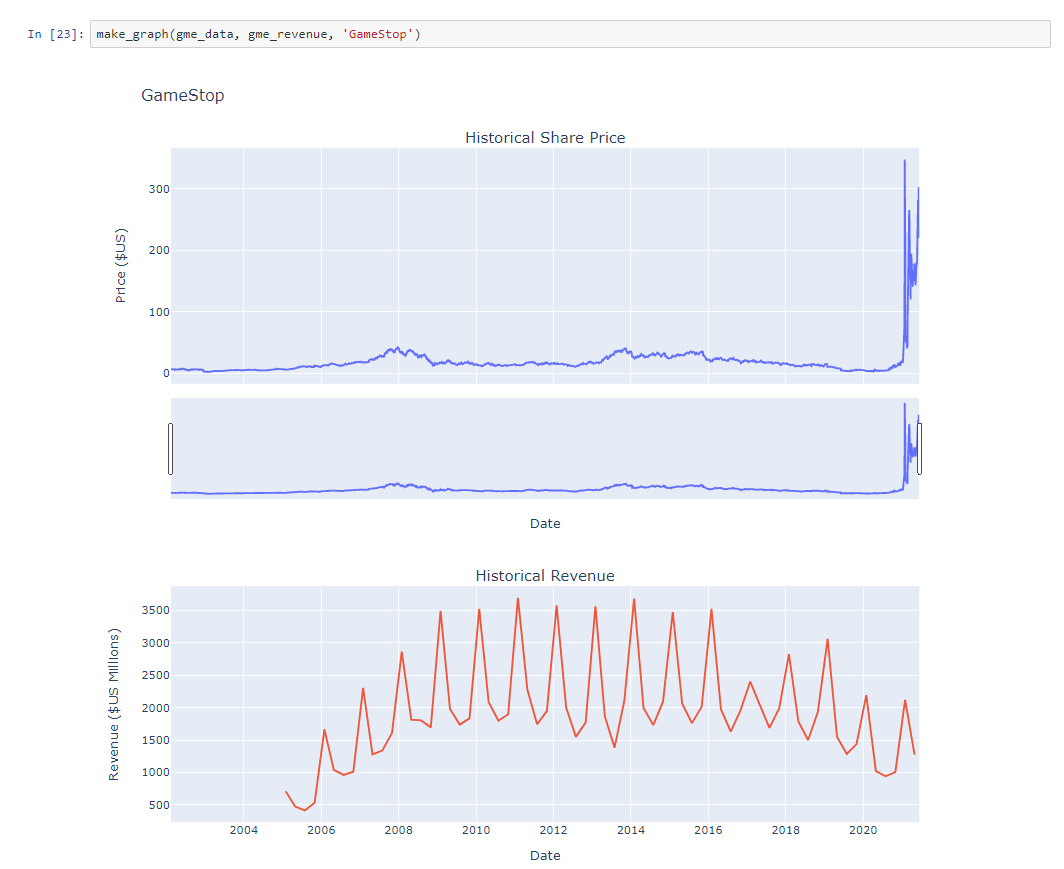 In [23]: make_graph(gme_data, gme_revenue, 'GameStop')
GameStop
Historical Share Price
300
200
100
0
Price ($US)
Date
Historical Revenue
3500
3000
2500
2000
1500
1000
500
Revenue ($US Millions)
2004 2006 2008 2010 2012 2014 2016 2018 2020
Date